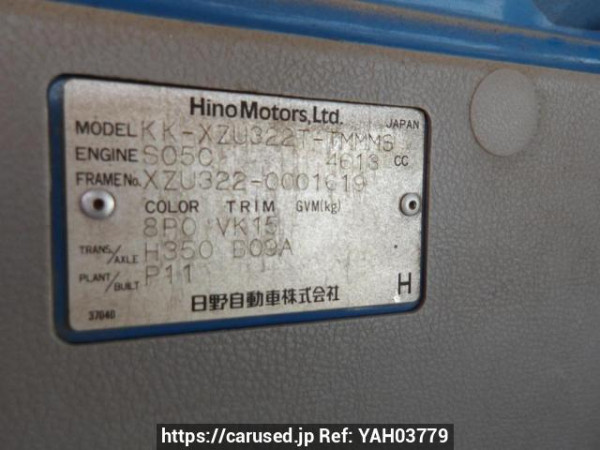 Hino Motors, Ltd.
JAPAN
MODEL KK-XZU322T-TMMMS
ENGINE S05C 4613 CC
FRAME No. XZU322-0001619
COLOR TRIM GVM(kg)
8P0 VK15
TRANS/AXLE H350 B09A
PLANT/BUILT P11
37040
日野自動車株式会社
H
https://carused.jp Ref: YAH03779